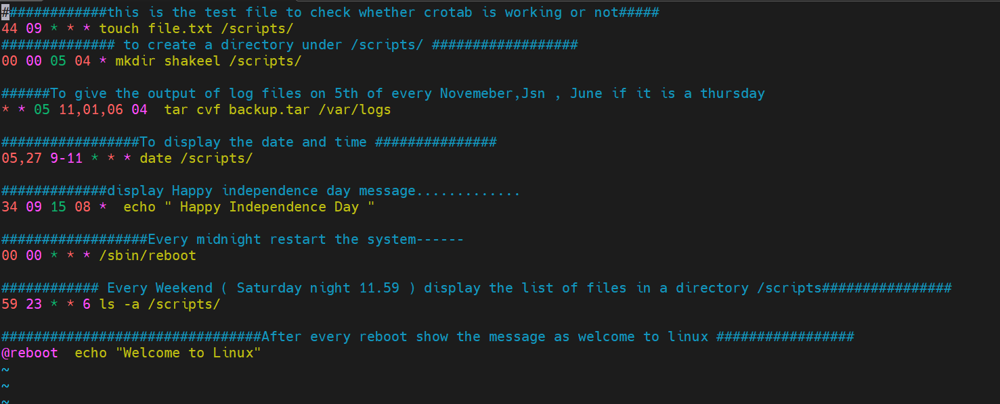 #############this is the test file to check whether crotab is working or not#####
44 09 * * * touch file.txt /scripts/
############## to create a directory under /scripts/ ##################
00 00 05 04 * mkdir shakeel /scripts/
######To give the output of log files on 5th of every Novemeber,Jsn , June if it is a thursday
* * 05 11,01,06 04  tar cvf backup.tar /var/logs
#################To display the date and time ###############
05,27 9-11 * * * date /scripts/
#############display Happy independence day message.............
34 09 15 08 *  echo " Happy Independence Day "
##################Every midnight restart the system------
00 00 * * * /sbin/reboot
############ Every Weekend ( Saturday night 11.59 ) display the list of files in a directory /scripts################
59 23 * * 6 ls -a /scripts/
################################After every reboot show the message as welcome to linux #################
@reboot  echo "Welcome to Linux"
~
~
~